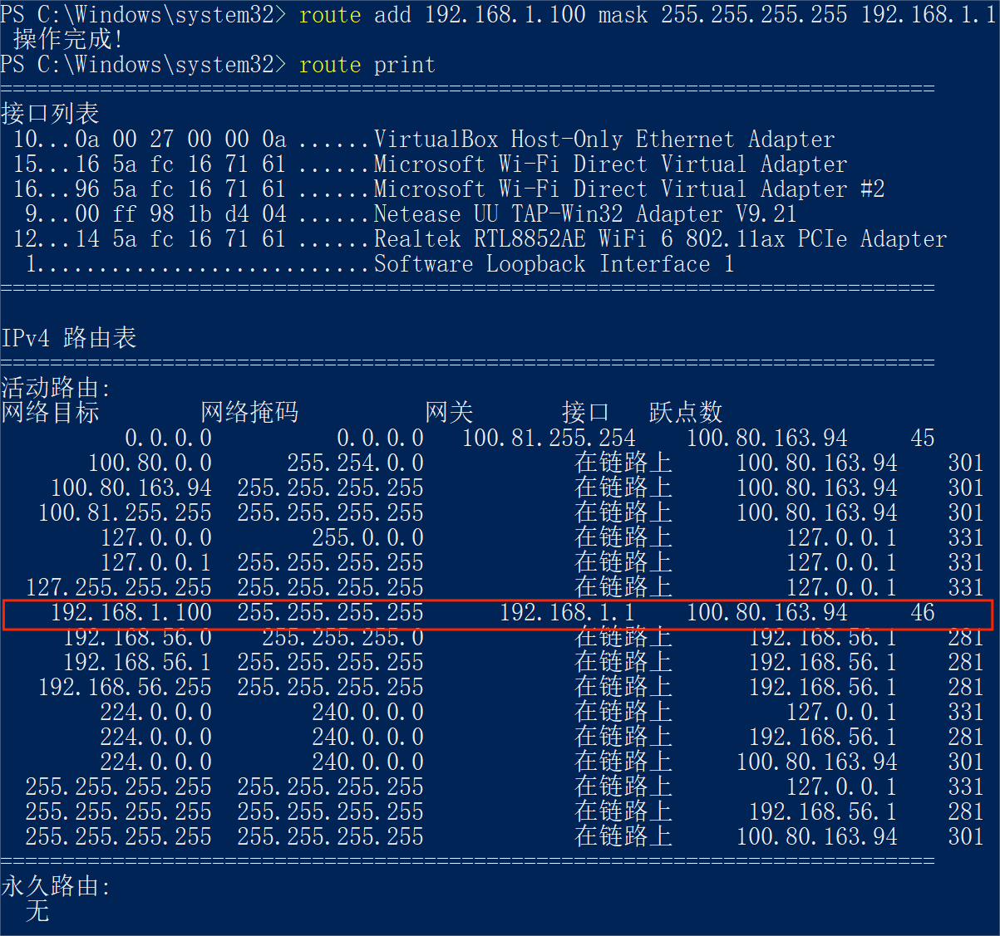 PS C:\Windows\system32> route add 192.168.1.100 mask 255.255.255.255 192.168.1.1
操作完成!
PS C:\Windows\system32> route print
===========================================================================
接口列表
10...0a 00 27 00 00 0a ......VirtualBox Host-Only Ethernet Adapter
15...16 5a fc 16 71 61 ......Microsoft Wi-Fi Direct Virtual Adapter
16...96 5a fc 16 71 61 ......Microsoft Wi-Fi Direct Virtual Adapter #2
9...00 ff 98 1b d4 04 ......Netease UU TAP-Win32 Adapter V9.21
12...14 5a fc 16 71 61 ......Realtek RTL8852AE WiFi 6 802.11ax PCIe Adapter
1...........................Software Loopback Interface 1
===========================================================================
IPv4 路由表
===========================================================================
活动路由:
网络目标 网络掩码 网关 接口 跃点数
0.0.0.0 0.0.0.0 100.81.255.254 100.80.163.94 45
100.80.0.0 255.254.0.0 在链路上 100.80.163.94 301
100.80.163.94 255.255.255.255 在链路上 100.80.163.94 301
100.81.255.255 255.255.255.255 在链路上 100.80.163.94 301
127.0.0.0 255.0.0.0 在链路上 127.0.0.1 331
127.0.0.1 255.255.255.255 在链路上 127.0.0.1 331
127.255.255.255 255.255.255.255 在链路上 127.0.0.1 331
192.168.1.100 255.255.255.255 192.168.1.1 100.80.163.94 46
192.168.56.0 255.255.255.0 在链路上 192.168.56.1 281
192.168.56.1 255.255.255.255 在链路上 192.168.56.1 281
192.168.56.255 255.255.255.255 在链路上 192.168.56.1 281
224.0.0.0 240.0.0.0 在链路上 127.0.0.1 331
224.0.0.0 240.0.0.0 在链路上 192.168.56.1 281
224.0.0.0 240.0.0.0 在链路上 100.80.163.94 301
255.255.255.255 255.255.255.255 在链路上 127.0.0.1 331
255.255.255.255 255.255.255.255 在链路上 192.168.56.1 281
255.255.255.255 255.255.255.255 在链路上 100.80.163.94 301
===========================================================================
永久路由:
无